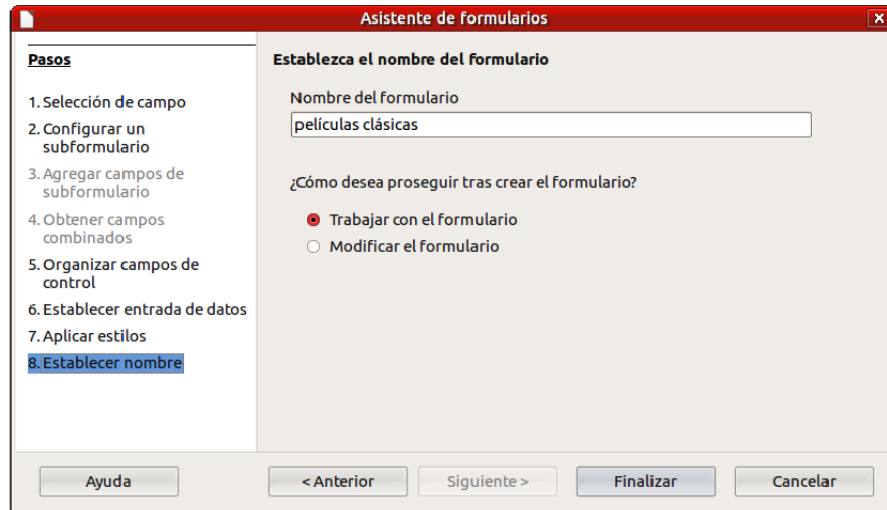 Asistente de formularios
Pasos
1. Selección de campo
2. Configurar un
subformulario
3. Agregar campos de
subformulario
4. Obtener campos
combinados
5. Organizar campos de
control
6. Establecer entrada de datos
7. Aplicar estilos
8. Establecer nombre
Establezca el nombre del formulario
Nombre del formulario
películas clásicas
¿Cómo desea proseguir tras crear el formulario?
Trabajar con el formulario
Modificar el formulario
Ayuda
< Anterior
Siguiente >
Finalizar
Cancelar